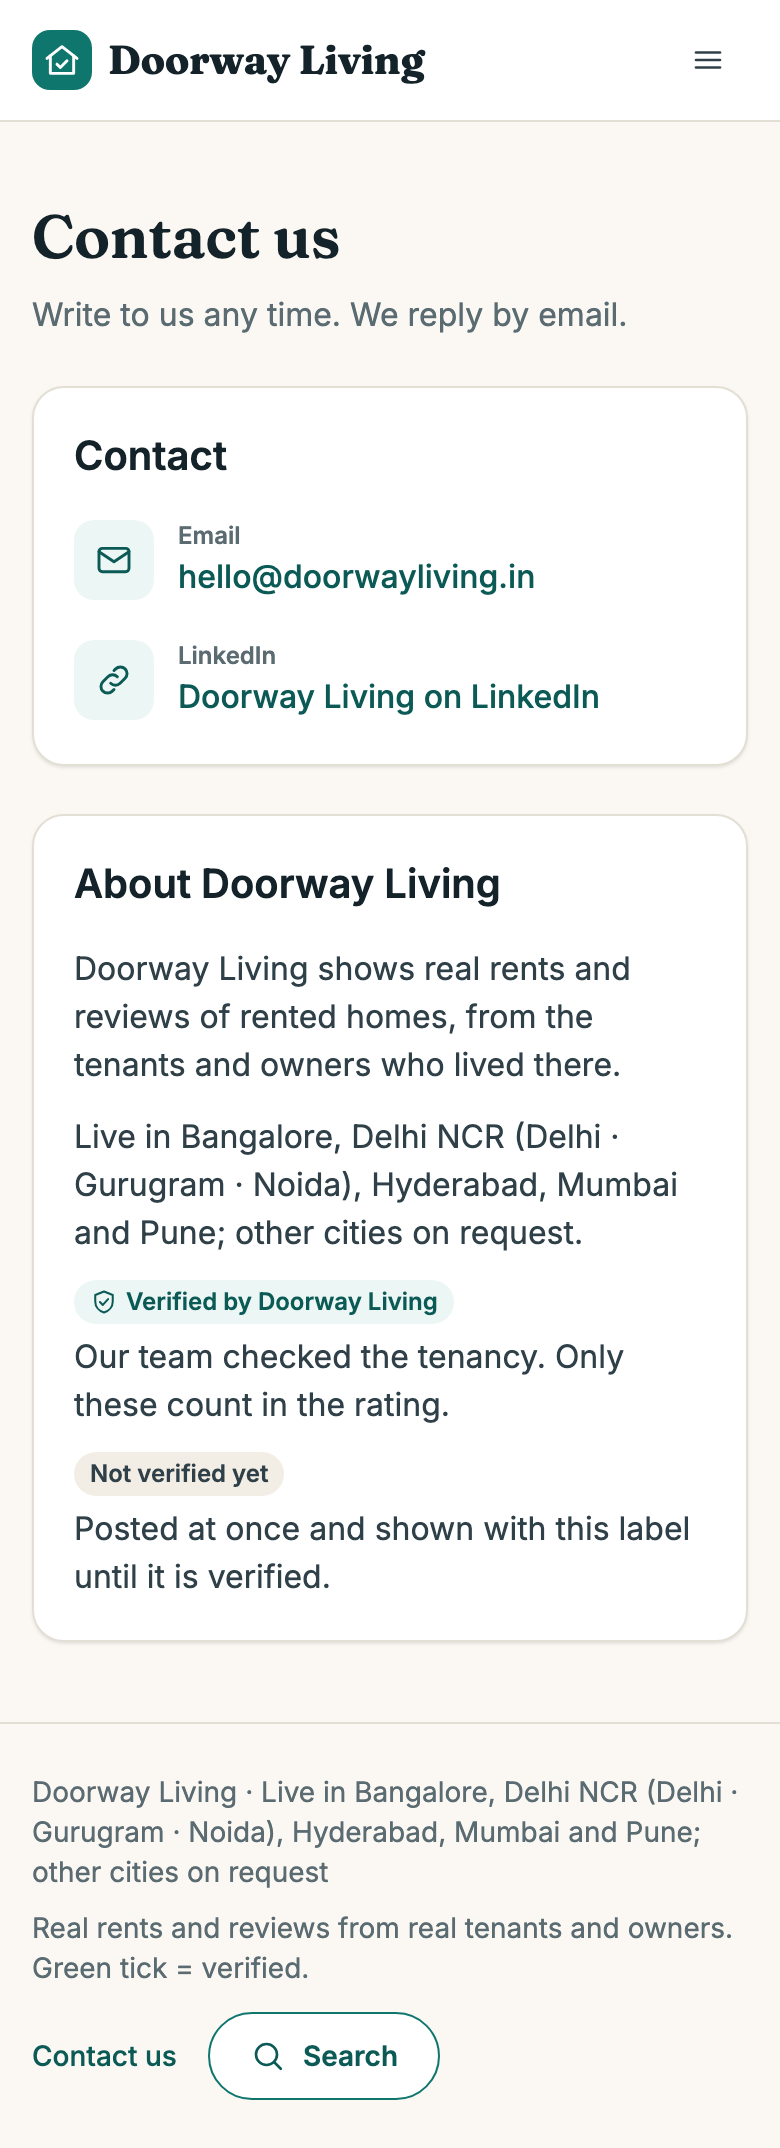 Doorway Living
Contact us
Write to us any time. We reply by email.
Contact
Email
hello@doorwayliving.in
LinkedIn
Doorway Living on LinkedIn
About Doorway Living
Doorway Living shows real rents and
reviews of rented homes, from the
tenants and owners who lived there.
Live in Bangalore, Delhi NCR (Delhi ·
Gurugram · Noida), Hyderabad, Mumbai
and Pune; other cities on request.
Verified by Doorway Living
Our team checked the tenancy. Only
these count in the rating.
Not verified yet
Posted at once and shown with this label
until it is verified.
Doorway Living · Live in Bangalore, Delhi NCR (Delhi ·
Gurugram · Noida), Hyderabad, Mumbai and Pune;
other cities on request
Real rents and reviews from real tenants and owners.
Green tick = verified.
Contact us
Search